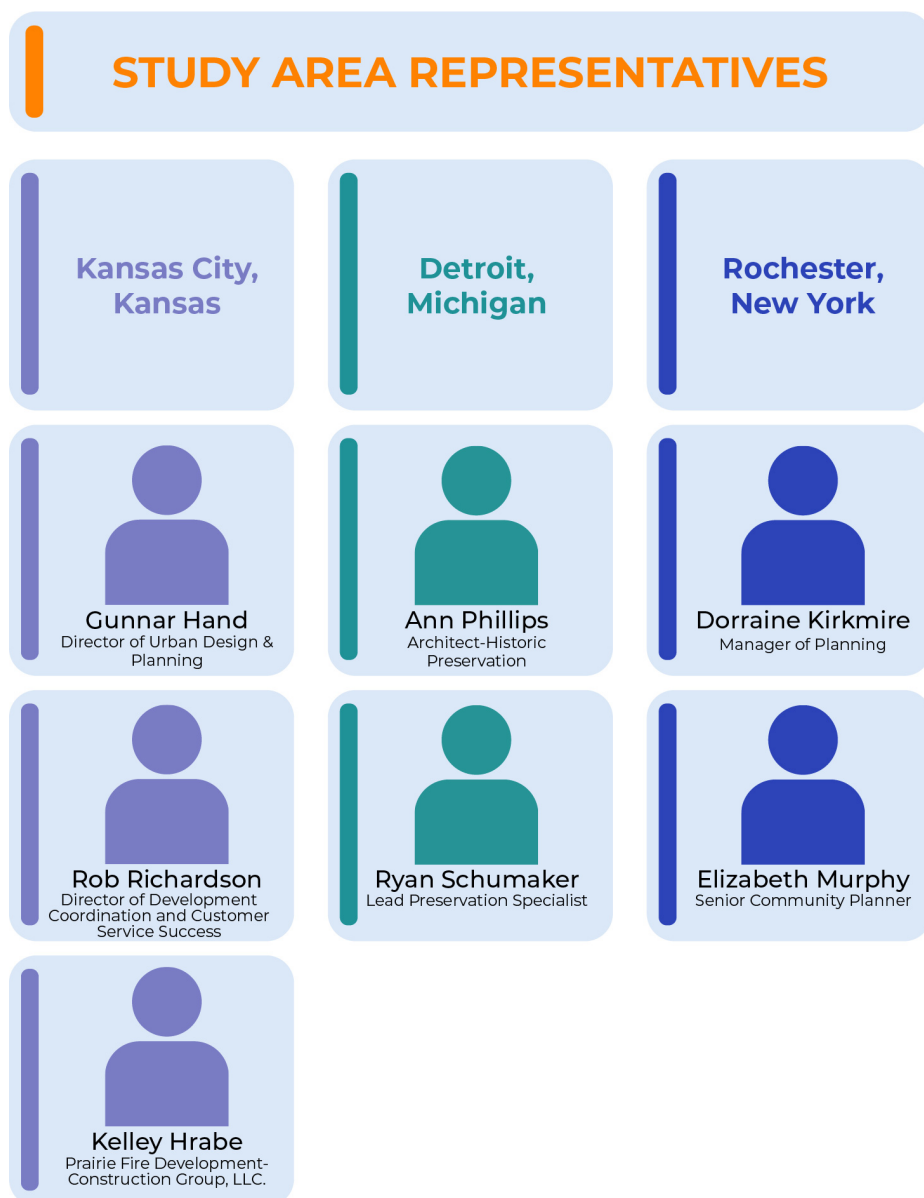 STUDY AREA REPRESENTATIVES
Kansas City,
Kansas
Detroit,
Michigan
Rochester,
New York
Gunnar Hand
Director of Urban Design &
Planning
Ann Phillips
Architect-Historic
Preservation
Dorraine Kirkmire
Manager of Planning
Rob Richardson
Director of Development
Coordination and Customer
Service Success
Ryan Schumaker
Lead Preservation Specialist
Elizabeth Murphy
Senior Community Planner
Kelley Hrabe
Prairie Fire Development-
Construction Group, LLC.